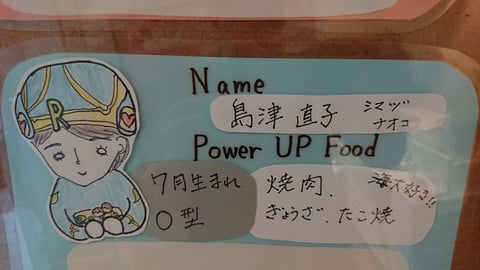 Name
島津 直子 シマヅ ナオコ
Power UP Food
7月生まれ
O型
焼肉.
ぎょうざ.たこ焼
海大好き!!
R